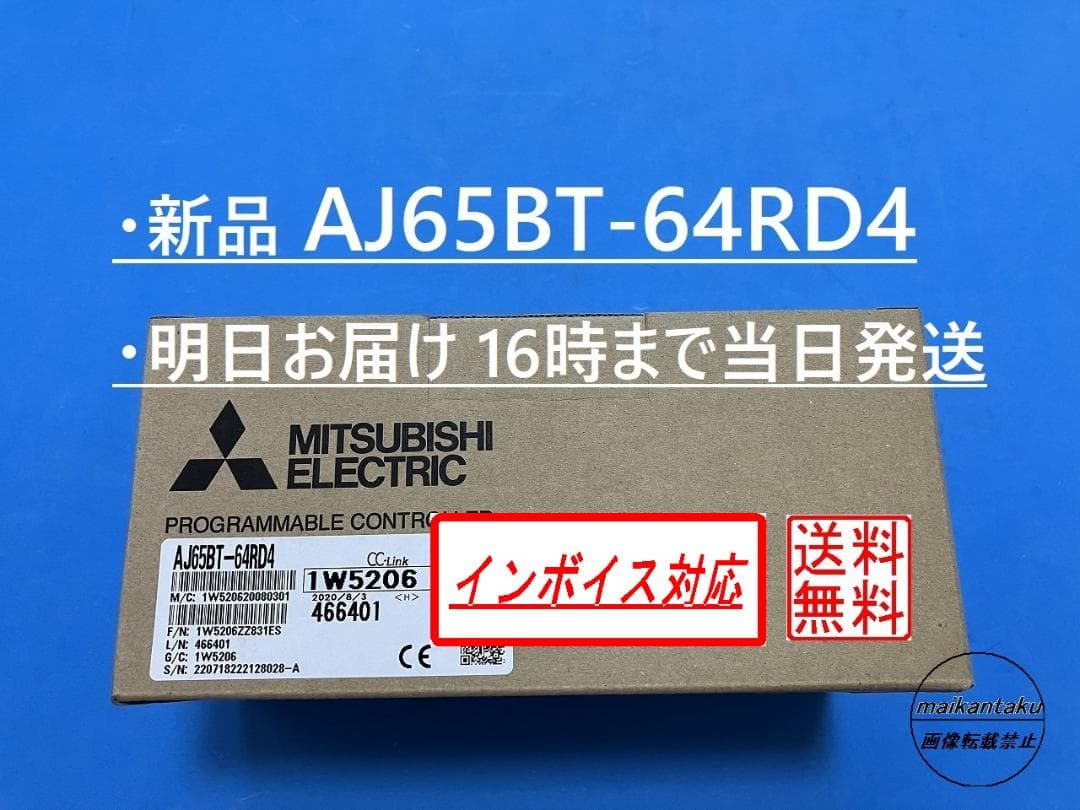 ・新品 AJ65BT-64RD4
・明日お届け 16時まで当日発送
MITSUBISHI
ELECTRIC
PROGRAMMABLE CONTROLLER
AJ65BT-64RD4
CC-Link
1W5206
M/C: 1W520620080301
2020/8/3 <H>
466401
F/N: 1W5206ZZ831ES
L/N: 466401
G/C: 1W5206
S/N: 220718222128028-A
CE
インボイス対応
送料
無料
maikantaku
画像転載禁止